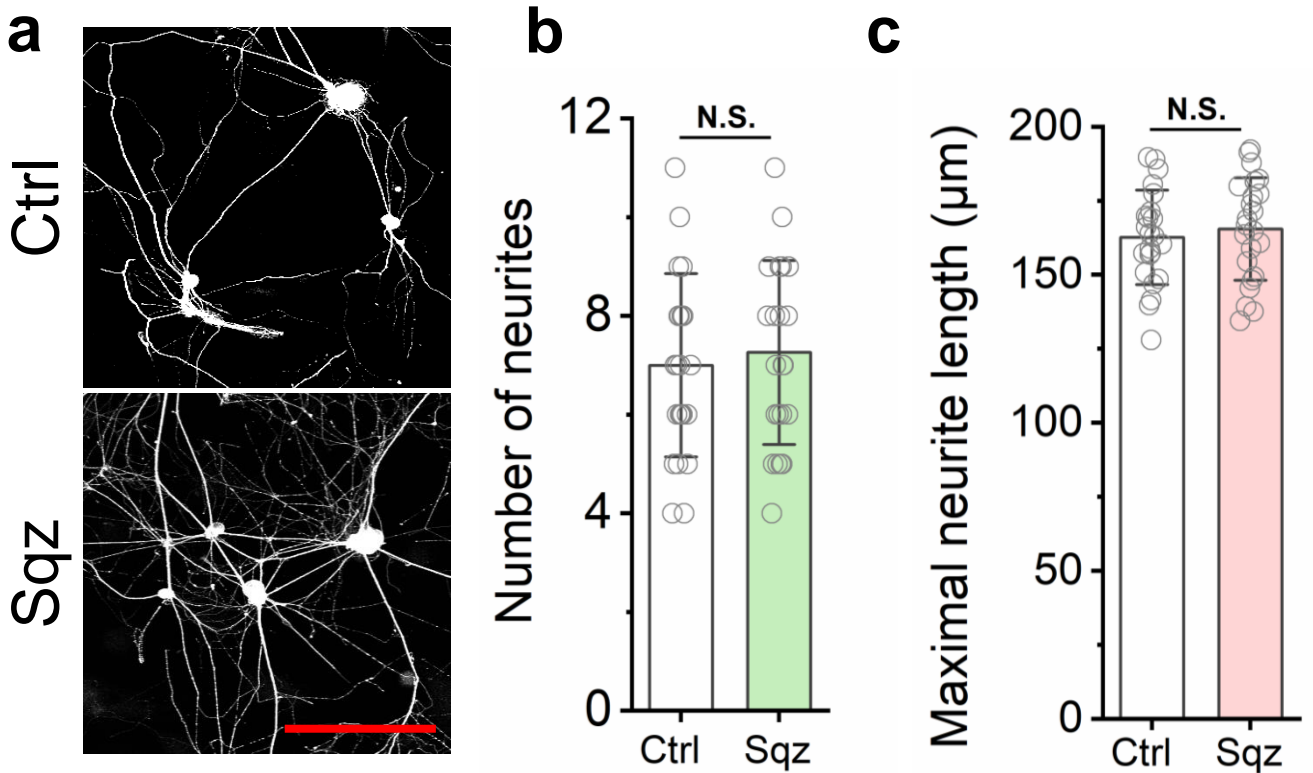 a
Ctrl
Sqz
b
Number of neurites
12
8
4
0
N.S.
Ctrl
Sqz
c
Maximal neurite length (μm)
200
150
100
50
0
N.S.
Ctrl
Sqz